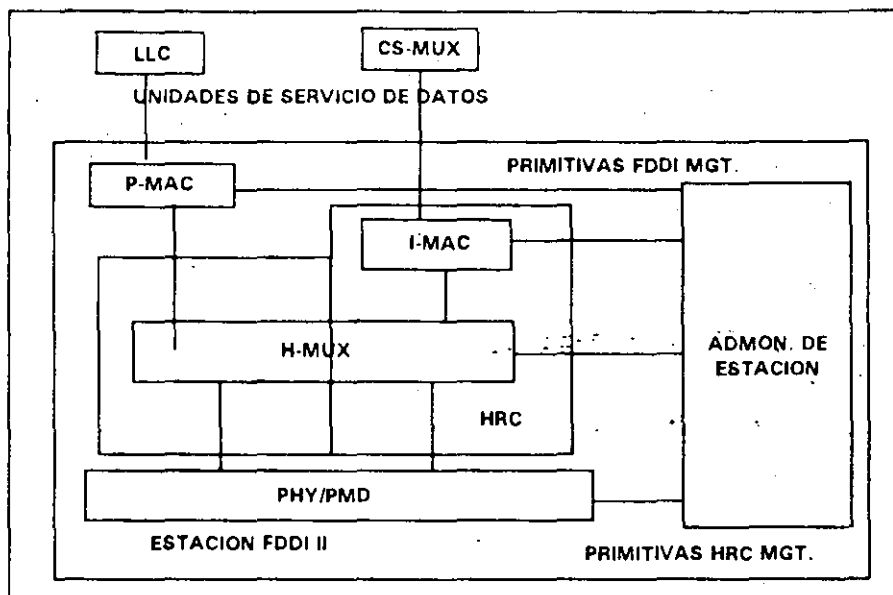 LLC
CS-MUX
UNIDADES DE SERVICIO DE DATOS
PRIMITIVAS FDDI MGT.
P-MAC
I-MAC
H-MUX
ADMON. DE
ESTACION
HRC
PHY/PMD
ESTACION FDDI II
PRIMITIVAS HRC MGT.